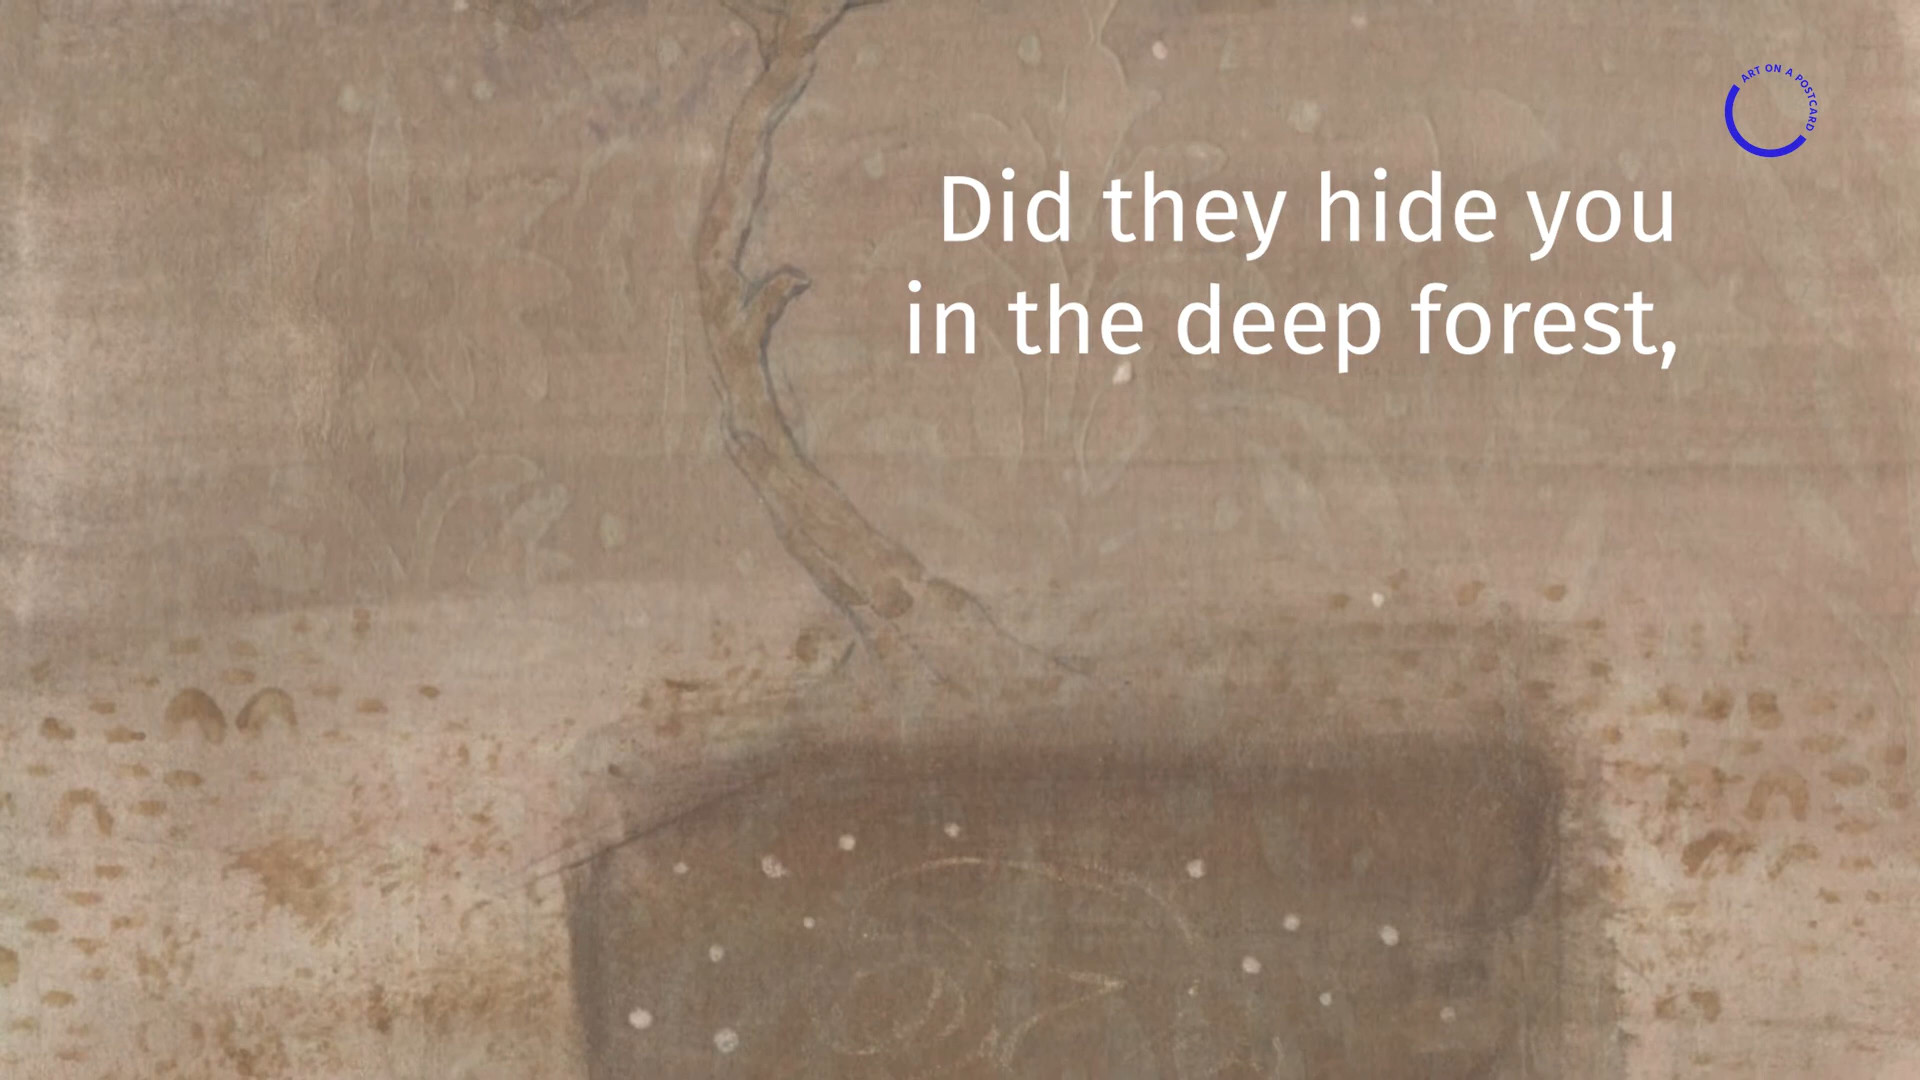 ART ON A POSTCARD
Did they hide you
in the deep forest,